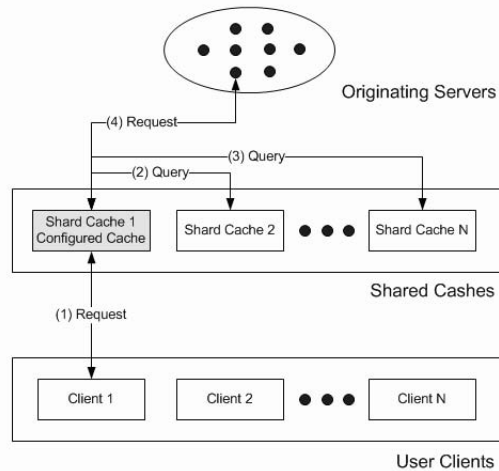 Originating Servers
(4) Request
(3) Query
(2) Query
Shard Cache 1
Configured Cache
Shard Cache 2
Shard Cache N
Shared Cashes
(1) Request
Client 1
Client 2
Client N
User Clients